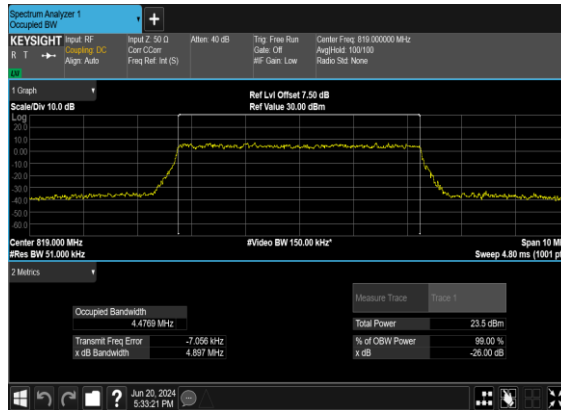 Spectrum Analyzer 1
Occupied BW
+
KEYSIGHT Input: RF Input Z: 50 Ω Atten: 40 dB Trig: Free Run Center Freq: 819.000000 MHz
R T Coupling: DC Corr CCorr Gate: Off Avg|Hold: 100/100
Align: Auto Freq Ref: Int (S) #IF Gain: Low Radio Std: None
LW
1 Graph
Ref Lvl Offset 7.50 dB
Scale/Div 10.0 dB Ref Value 30.00 dBm
Log
20.0
10.0
0.00
-10.0
-20.0
-30.0
-40.0
-50.0
-60.0
Center 819.000 MHz #Video BW 150.00 kHz* Span 10 M
#Res BW 51.000 kHz Sweep 4.80 ms (1001 pt
2 Metrics
Measure Trace Trace 1
Occupied Bandwidth
4.4769 MHz Total Power 23.5 dBm
Transmit Freq Error -7.056 kHz % of OBW Power 99.00 %
x dB Bandwidth 4.897 MHz x dB -26.00 dB
?
Jun 20, 2024
5:33:21 PM